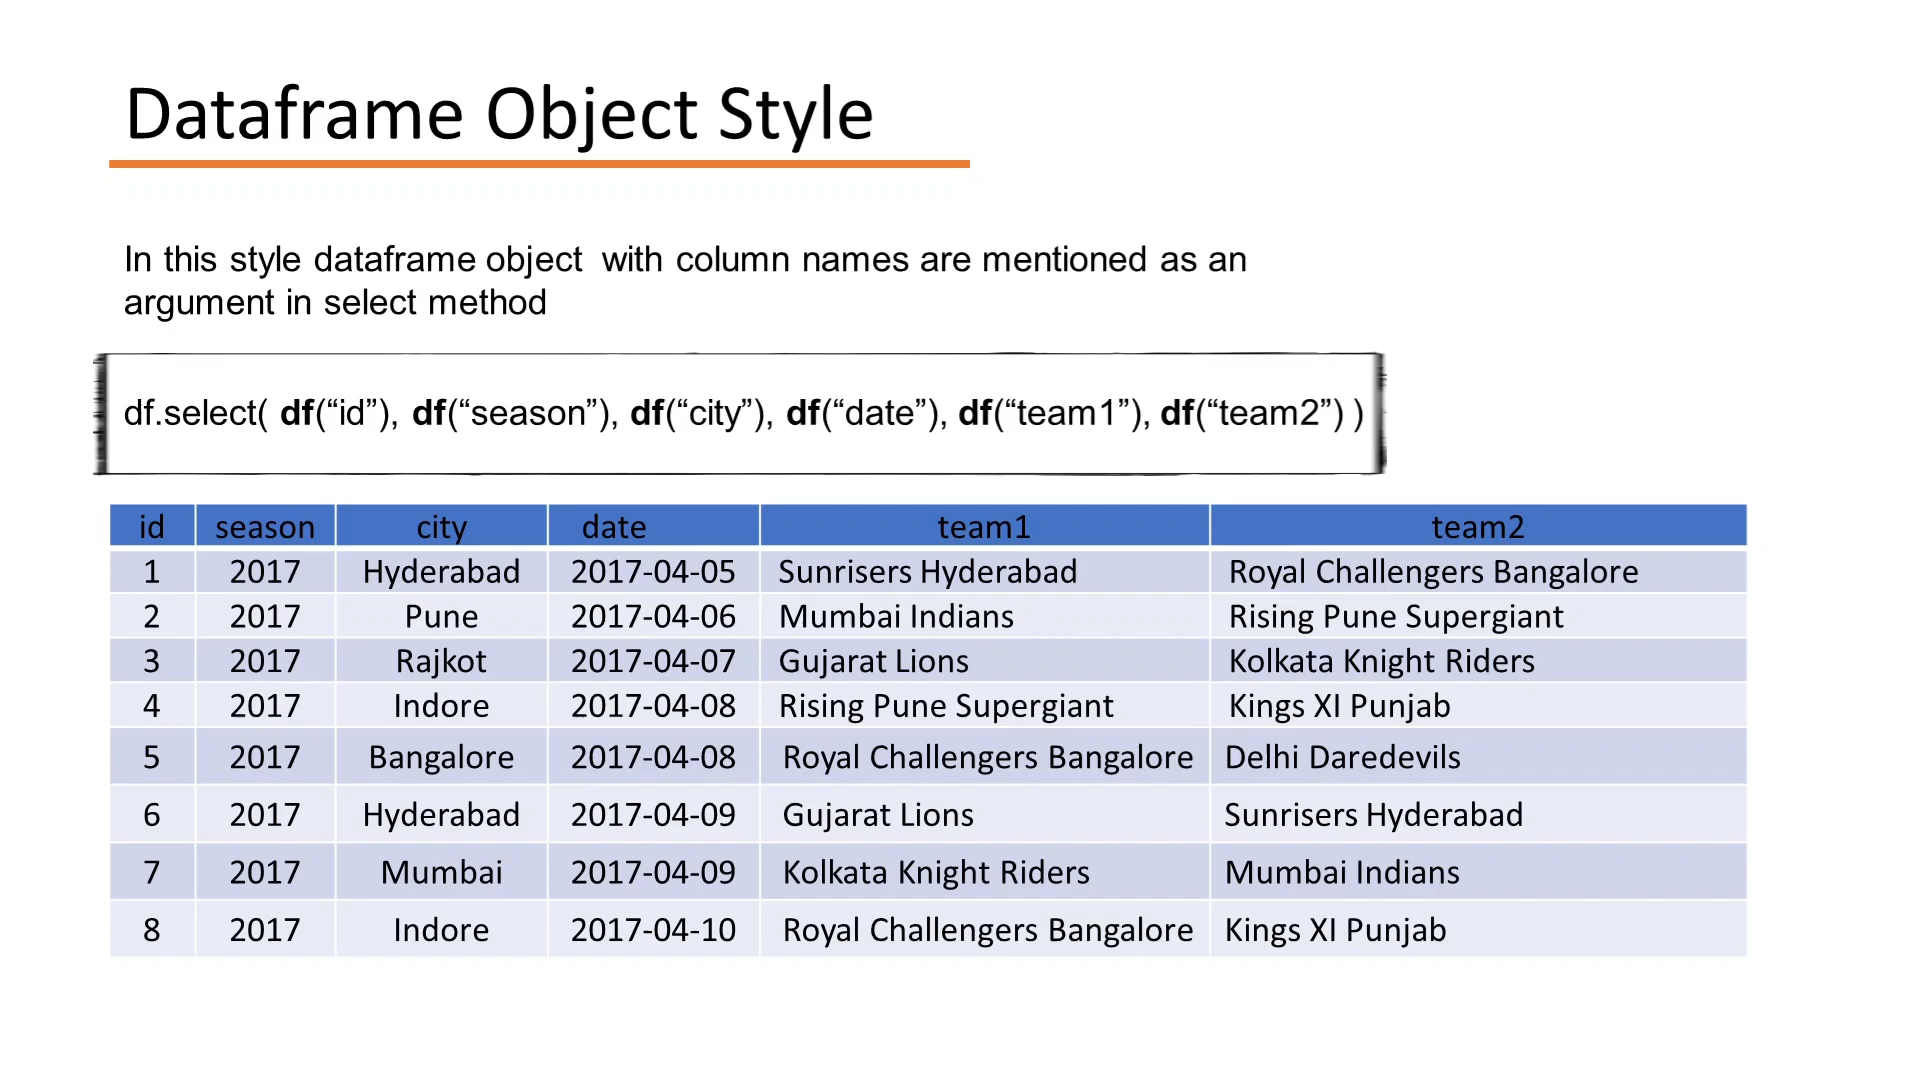 Dataframe Object Style
In this style dataframe object with column names are mentioned as an
argument in select method
df.select( df(“id”), df(“season”), df(“city”), df(“date”), df(“team1”), df(“team2”) )
id season city date team1 team2
1 2017 Hyderabad 2017-04-05 Sunrisers Hyderabad Royal Challengers Bangalore
2 2017 Pune 2017-04-06 Mumbai Indians Rising Pune Supergiant
3 2017 Rajkot 2017-04-07 Gujarat Lions Kolkata Knight Riders
4 2017 Indore 2017-04-08 Rising Pune Supergiant Kings XI Punjab
5 2017 Bangalore 2017-04-08 Royal Challengers Bangalore Delhi Daredevils
6 2017 Hyderabad 2017-04-09 Gujarat Lions Sunrisers Hyderabad
7 2017 Mumbai 2017-04-09 Kolkata Knight Riders Mumbai Indians
8 2017 Indore 2017-04-10 Royal Challengers Bangalore Kings XI Punjab